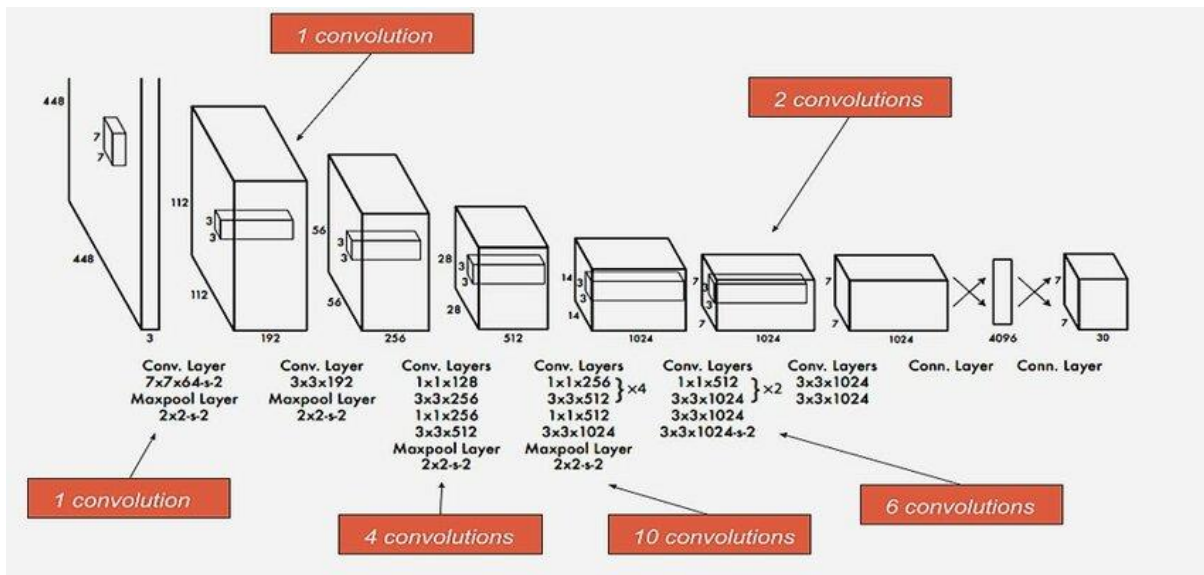 1 convolution
2 convolutions
448
7
7
448
3
112
3
3
112
192
56
3
3
56
256
28
3
3
28
512
14
3
3
14
1024
7
3
3
7
1024
7
7
1024
4096
7
7
30
Conv. Layer
7x7x64-s-2
Maxpool Layer
2x2-s-2
Conv. Layer
3x3x192
Maxpool Layer
2x2-s-2
Conv. Layers
1x1x128
3x3x256
1x1x256
3x3x512
Maxpool Layer
2x2-s-2
Conv. Layers
1x1x256
3x3x512
}×4
1x1x512
3x3x1024
Maxpool Layer
2x2-s-2
Conv. Layers
1x1x512
3x3x1024
}×2
3x3x1024
3x3x1024-s-2
Conv. Layers
3x3x1024
3x3x1024
Conn. Layer
Conn. Layer
1 convolution
4 convolutions
10 convolutions
6 convolutions